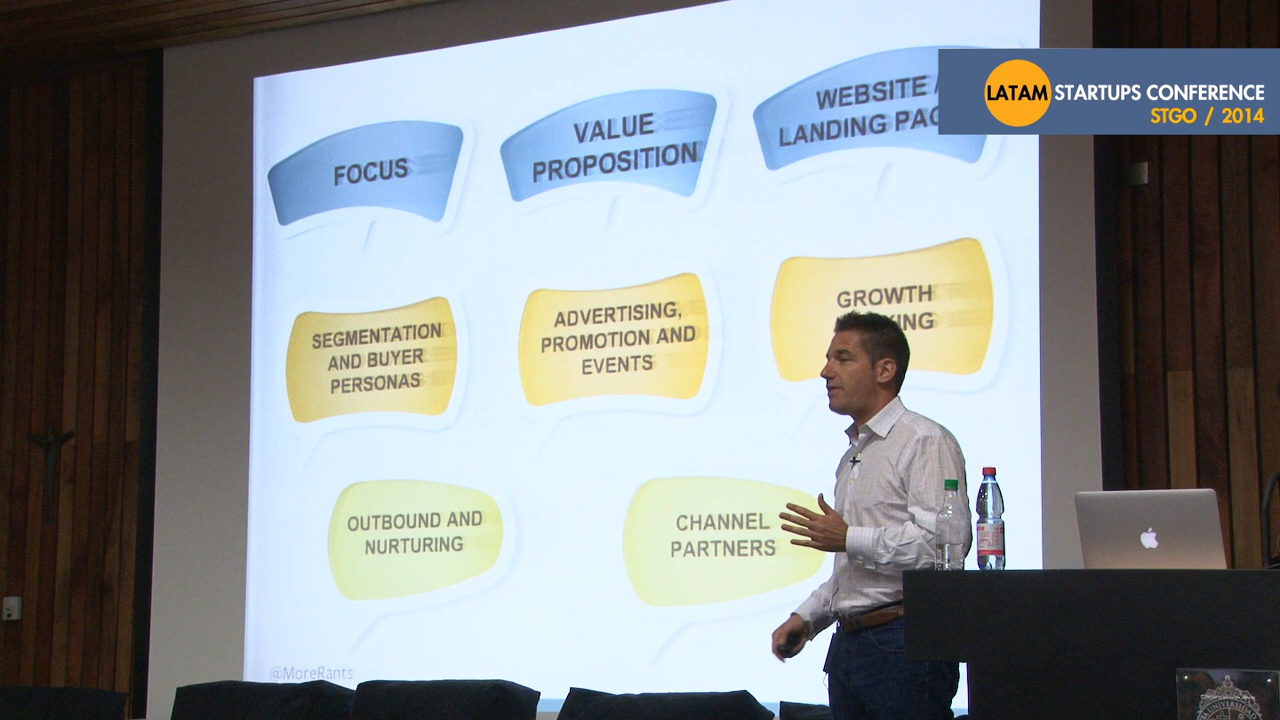 LATAM STARTUPS CONFERENCE
STGO / 2014
FOCUS
VALUE
PROPOSITION
WEBSITE
LANDING
SEGMENTATION
AND BUYER
PERSONAS
ADVERTISING,
PROMOTION AND
EVENTS
GROWTH
OUTBOUND AND
NURTURING
CHANNEL
PARTNERS
@MoreRants
UNIVERSIDAD